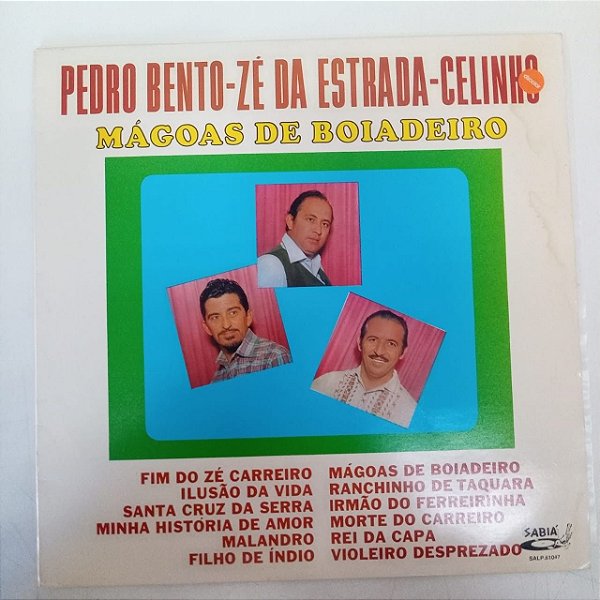 PEDRO BENTO-ZÉ DA ESTRADA-CELINHO
MÁGOAS DE BOIADEIRO
FIM DO ZÉ CARREIRO
ILUSÃO DA VIDA
SANTA CRUZ DA SERRA
MINHA HISTÓRIA DE AMOR
MALANDRO
FILHO DE ÍNDIO
MÁGOAS DE BOIADEIRO
RANCHINHO DE TAQUARA
IRMÃO DO FERREIRINHA
MORTE DO CARREIRO
REI DA CAPA
VIOLEIRO DESPREZADO
SABIÁ
SALP.61047